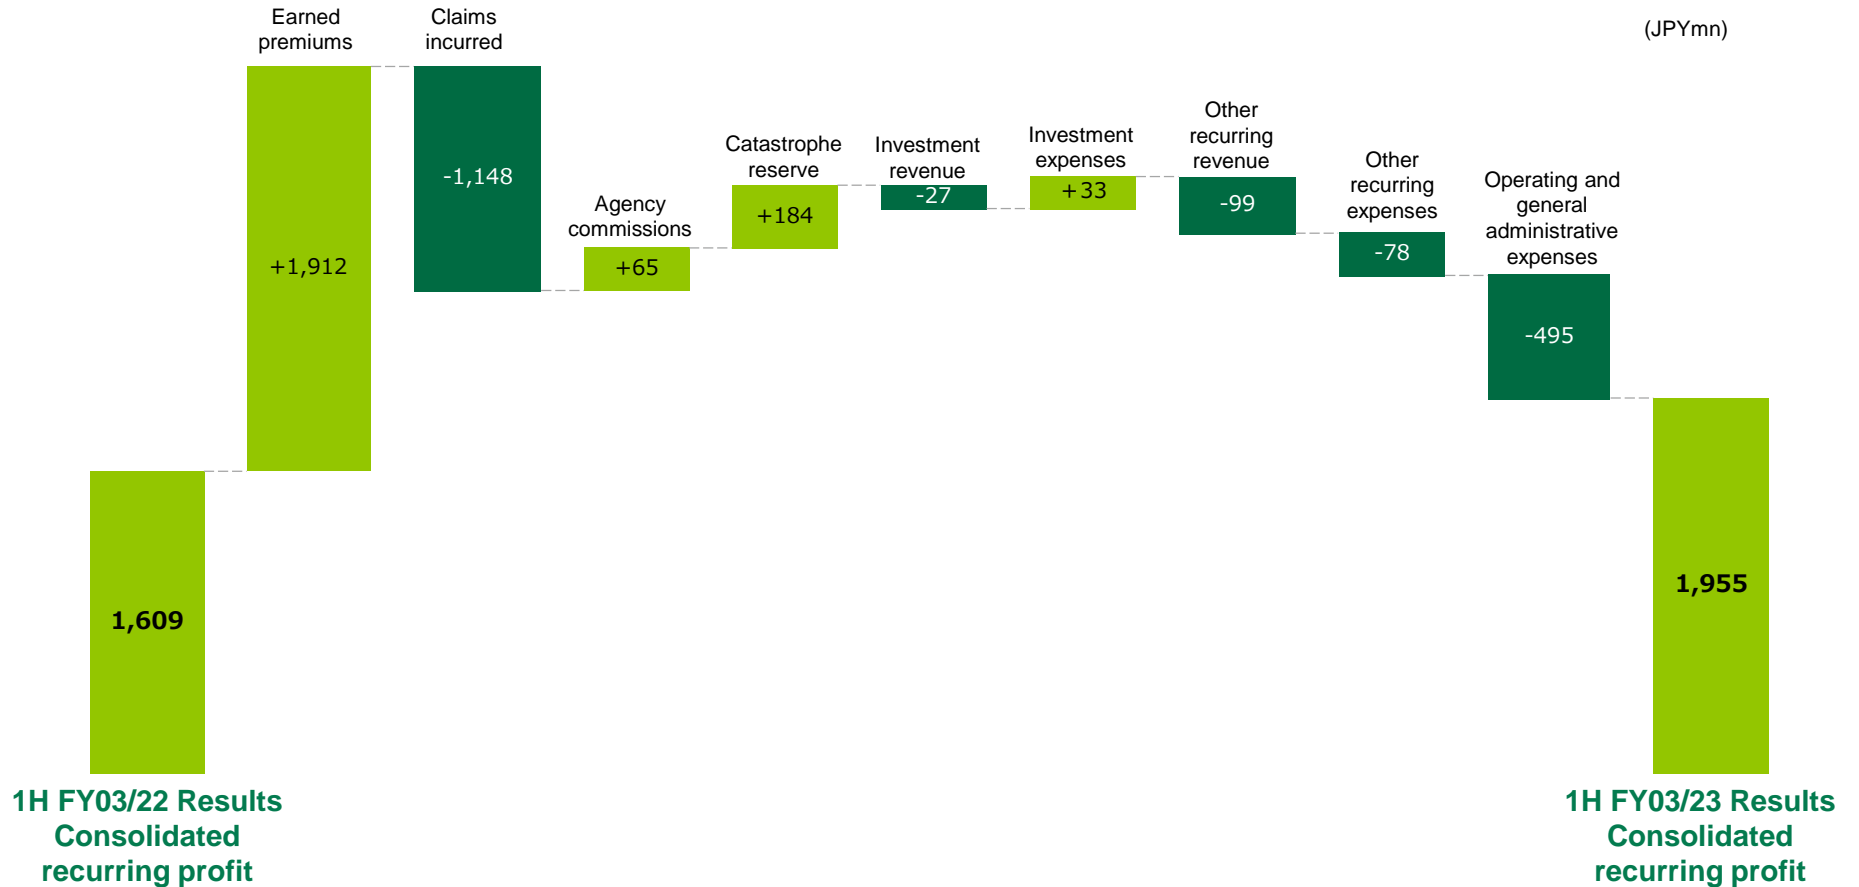 (JPYmn)
Earned
premiums
+1,912
Claims
incurred
-1,148
Agency
commissions
+65
Catastrophe
reserve
+184
Investment
revenue
-27
Investment
expenses
+33
Other
recurring
revenue
-99
Other
recurring
expenses
-78
Operating and
general
administrative
expenses
-495
1,609
1,955
1H FY03/22 Results
Consolidated
recurring profit
1H FY03/23 Results
Consolidated
recurring profit